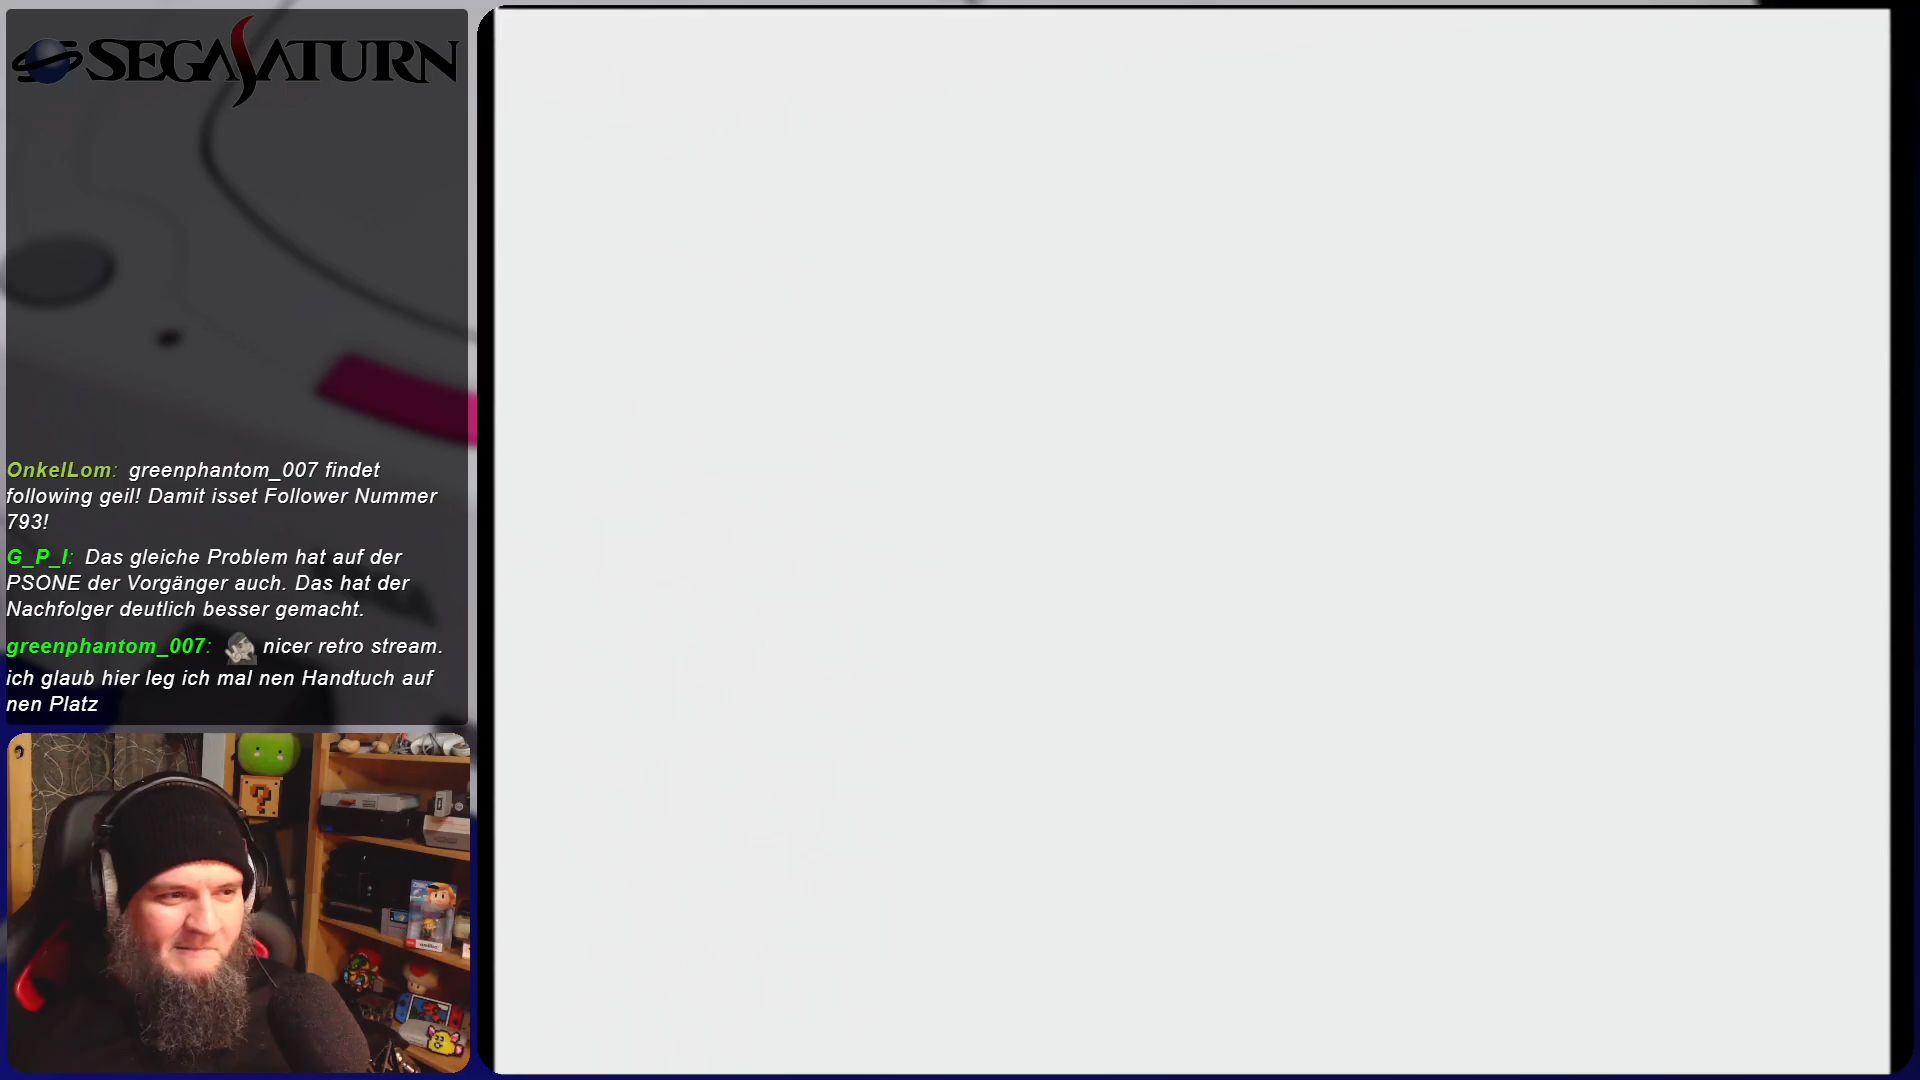 SEGA SATURN
OnkelLom: greenphantom_007 findet
following geil! Damit isset Follower Nummer
793!
G_P_I: Das gleiche Problem hat auf der
PSONE der Vorgänger auch. Das hat der
Nachfolger deutlich besser gemacht.
greenphantom_007: nicer retro stream.
ich glaub hier leg ich mal nen Handtuch auf
nen Platz
?